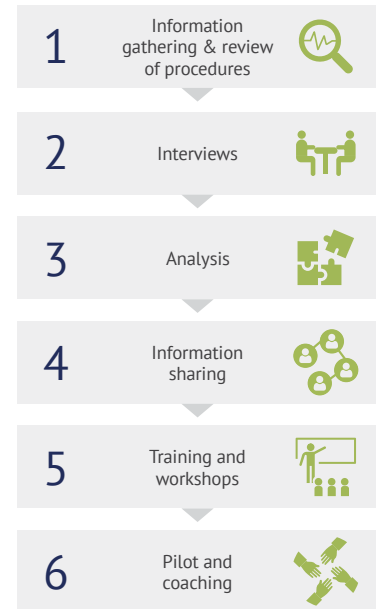 1
Information
gathering & review
of procedures
2
Interviews
3
Analysis
4
Information
sharing
5
Training and
workshops
6
Pilot and
coaching